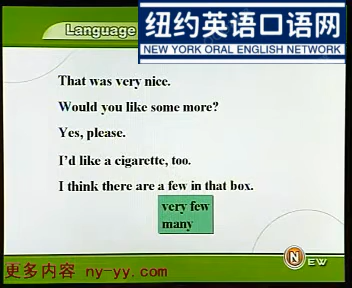 Language
纽约英语口语网
NEW YORK ORAL ENGLISH NETWORK
That was very nice.
Would you like some more?
Yes, please.
I'd like a cigarette, too.
I think there are a few in that box.
very few
many
NEW
更多内容 ny-yy.com